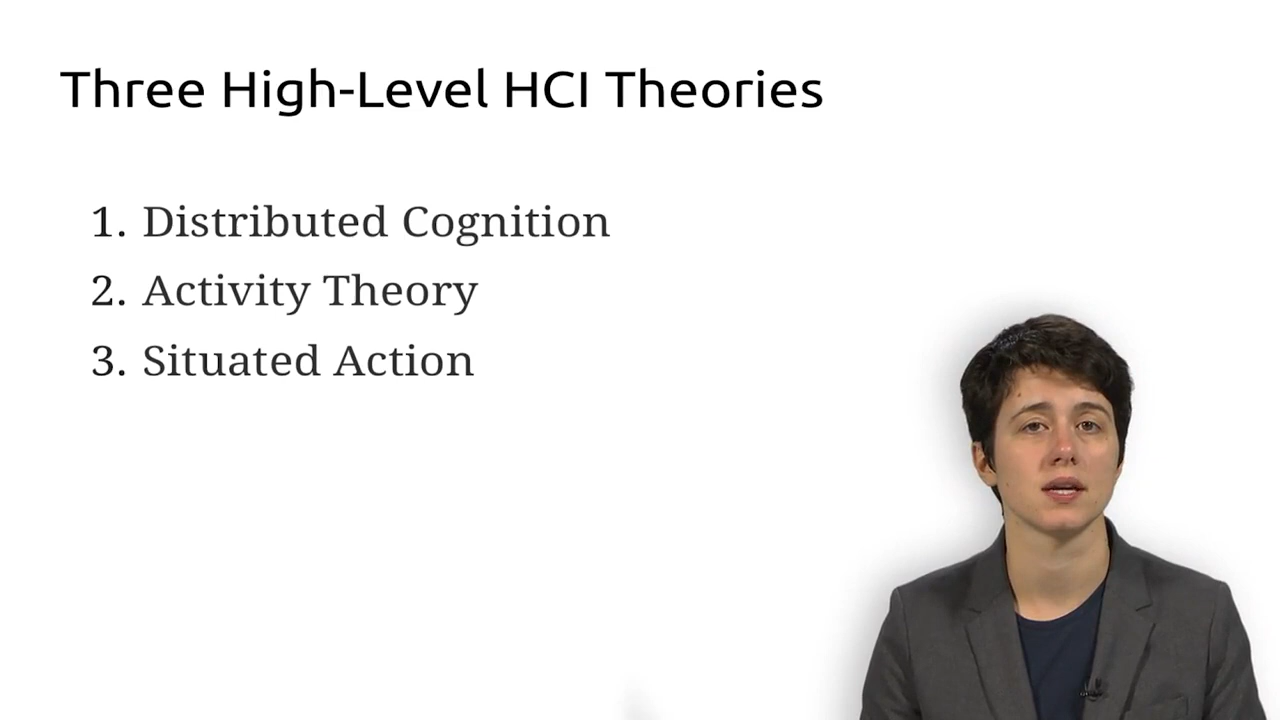 Three High-Level HCI Theories
1. Distributed Cognition
2. Activity Theory
3. Situated Action